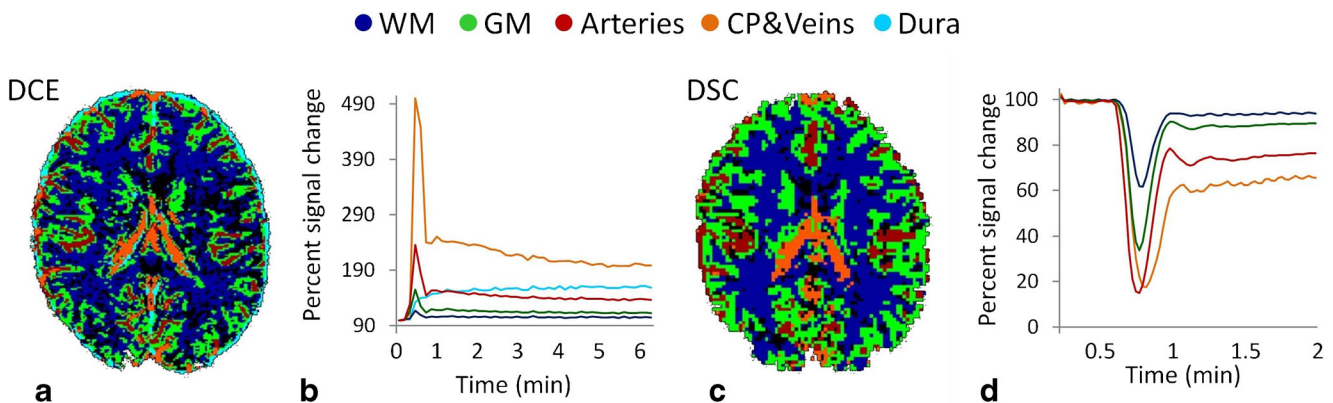 WM GM Arteries CP&Veins Dura
DCE
Percent signal change
490
390
290
190
90
0 1 2 3 4 5 6
Time (min)
a
b
DSC
Percent signal change
100
80
60
40
20
0
0.5 1 1.5 2
Time (min)
c
d